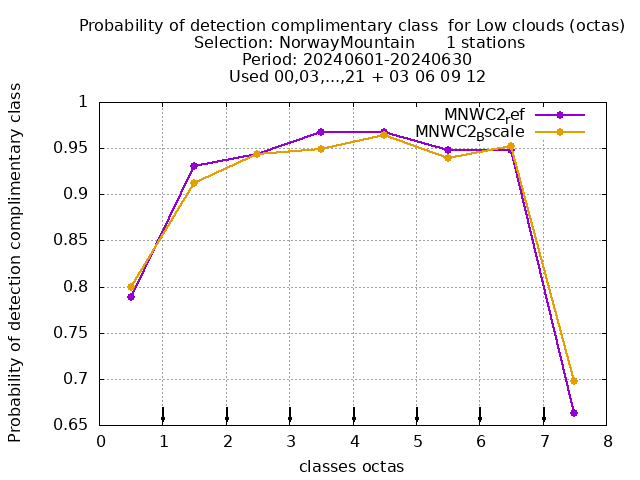 Probability of detection complimentary class  for Low clouds (octas)
Selection: NorwayMountain      1 stations
Period: 20240601-20240630
Used 00,03,...,21 + 03 06 09 12
Probability of detection complimentary class
MNWC2ref
MNWC2Bscale
1
0.95
0.9
0.85
0.8
0.75
0.7
0.65
0 1 2 3 4 5 6 7 8
classes octas